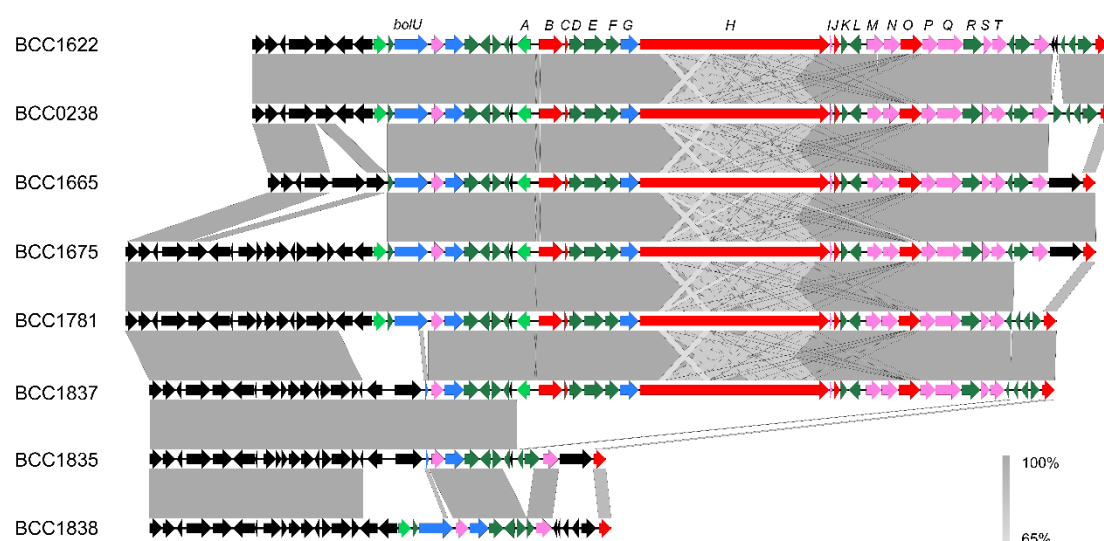 bolU A B C D E F G H I J K L M N O P Q R S T
BCC1622
BCC0238
BCC1665
BCC1675
BCC1781
BCC1837
BCC1835
BCC1838
100%
65%